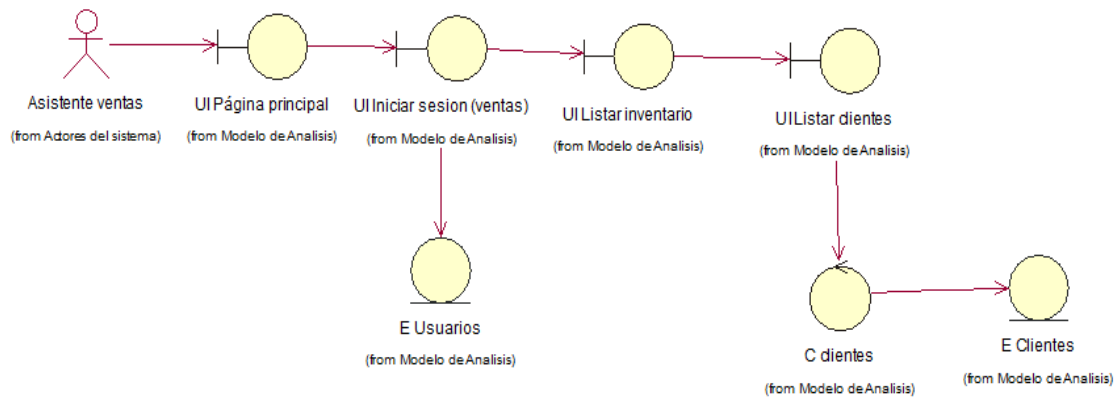 Asistente ventas
(from Actores del sistema)
UI Página principal
(from Modelo de Analisis)
UI Iniciar sesion (ventas)
(from Modelo de Analisis)
UI Listar inventario
(from Modelo de Analisis)
UI Listar clientes
(from Modelo de Analisis)
E Usuarios
(from Modelo de Analisis)
C clientes
(from Modelo de Analisis)
E Clientes
(from Modelo de Analisis)